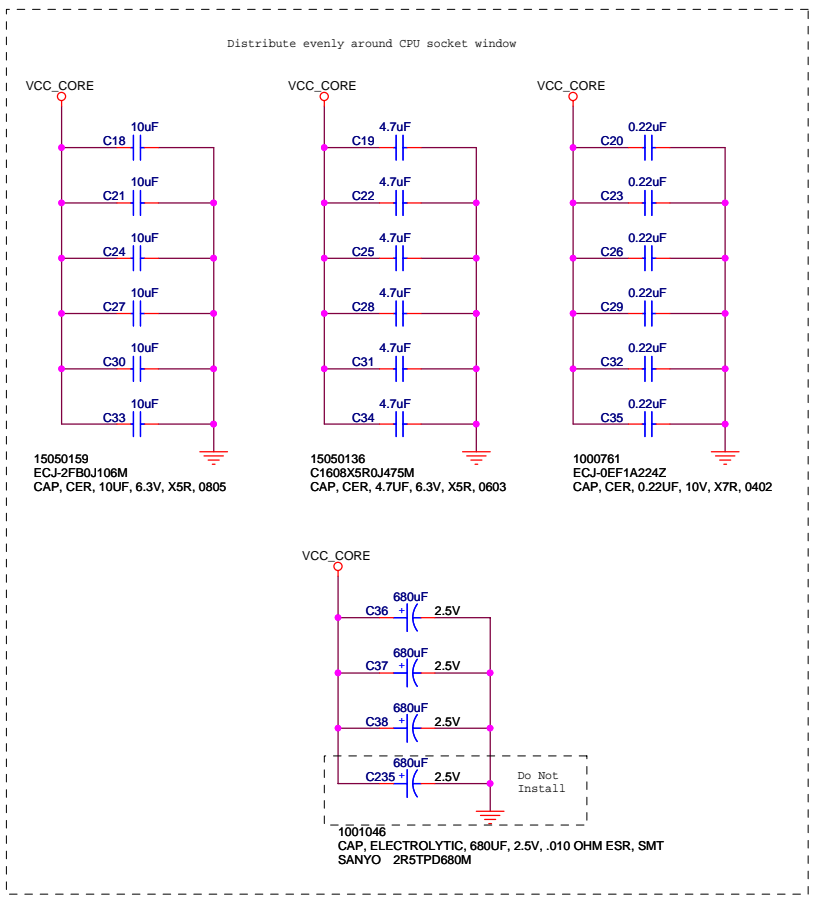 Distribute evenly around CPU socket window
VCC_CORE
VCC_CORE
VCC_CORE
10uF
C18
10uF
C21
10uF
C24
10uF
C27
10uF
C30
10uF
C33
4.7uF
C19
4.7uF
C22
4.7uF
C25
4.7uF
C28
4.7uF
C31
4.7uF
C34
0.22uF
C20
0.22uF
C23
0.22uF
C26
0.22uF
C29
0.22uF
C32
0.22uF
C35
15050159
ECJ-2FB0J106M
CAP, CER, 10UF, 6.3V, X5R, 0805
15050136
C1608X5R0J475M
CAP, CER, 4.7UF, 6.3V, X5R, 0603
1000761
ECJ-0EF1A224Z
CAP, CER, 0.22UF, 10V, X7R, 0402
VCC_CORE
680uF
C36 + 2.5V
680uF
C37 + 2.5V
680uF
C38 + 2.5V
680uF
C235 + 2.5V
Do Not
Install
1001046
CAP, ELECTROLYTIC, 680UF, 2.5V, .010 OHM ESR, SMT
SANYO 2R5TPD680M